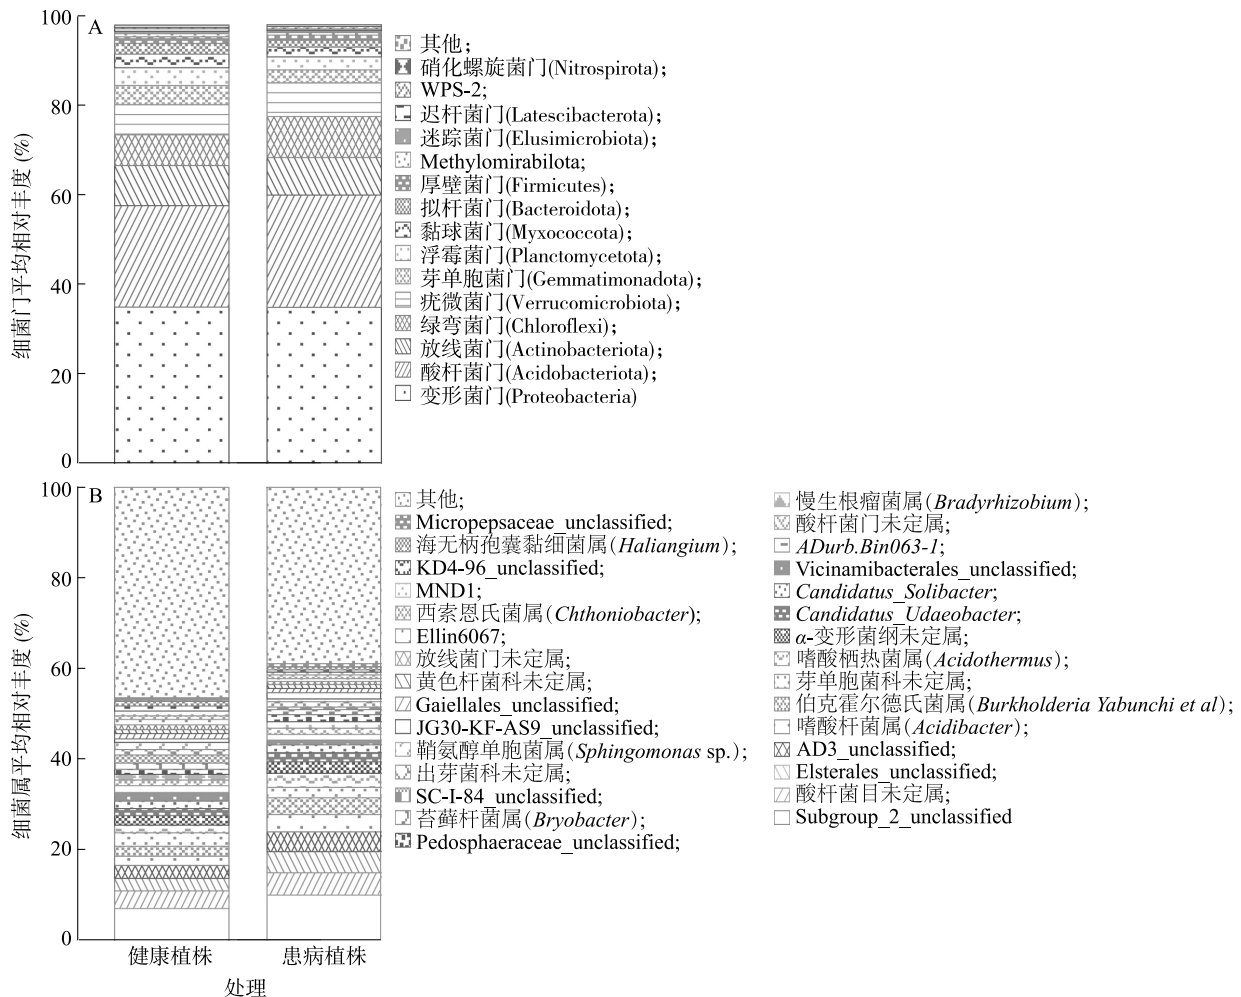 细菌门平均相对丰度 (%)
100
80
60
40
20
0
A
其他；
硝化螺旋菌门(Nitrospirota)；
WPS-2;
迟杆菌门(Latescibacterota)；
迷踪菌门(Elusimicrobiota)；
Methylomirabilota;
厚壁菌门(Firmicutes)；
拟杆菌门(Bacteroidota)；
黏球菌门(Myxococcota)；
浮霉菌门(Planctomycetota)；
芽单胞菌门(Gemmatimonadota)；
疣微菌门(Verrucomicrobiota)；
绿弯菌门(Chloroflexi)；
放线菌门(Actinobacteriota)；
酸杆菌门(Acidobacteriota)；
变形菌门(Proteobacteria)
细菌属平均相对丰度 (%)
100
80
60
40
20
0
B
健康植株
患病植株
处理
其他;
Micropepsaceae_unclassified;
海无柄孢囊黏细菌属(Haliangium);
KD4-96_unclassified;
MND1;
西索恩氏菌属(Chthoniobacter);
Ellin6067;
放线菌门未定属;
黄色杆菌科未定属;
Gaiellales_unclassified;
JG30-KF-AS9_unclassified;
鞘氨醇单胞菌属(Sphingomonas sp.);
出芽菌科未定属;
SC-I-84_unclassified;
苔藓杆菌属(Bryobacter);
Pedosphaeraceae_unclassified;
慢生根瘤菌属(Bradyrhizobium);
酸杆菌门未定属;
ADurb.Bin063-1;
Vicinamibacterales_unclassified;
Candidatus_Solibacter;
Candidatus_Udaeobacter;
α-变形菌纲未定属;
嗜酸栖热菌属(Acidothermus);
芽单胞菌科未定属;
伯克霍尔德氏菌属(Burkholderia Yabunchi et al);
嗜酸杆菌属(Acidibacter);
AD3_unclassified;
Elsterales_unclassified;
酸杆菌目未定属;
Subgroup_2_unclassified